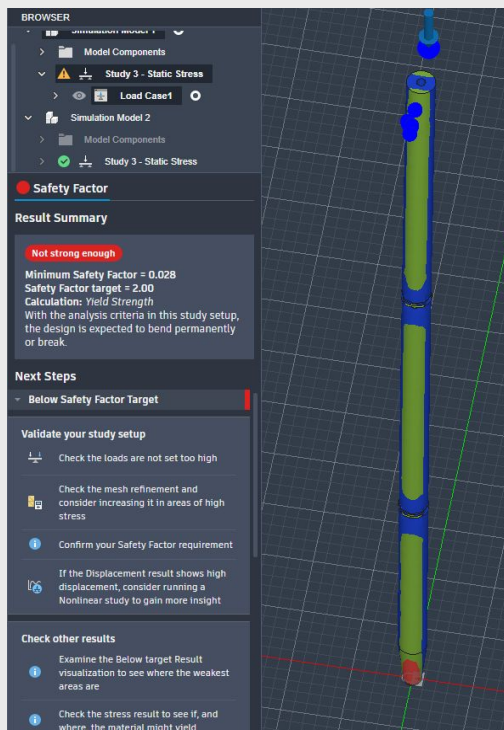 BROWSER
Simulation Model 1
Model Components
Study 3 - Static Stress
Load Case1
Simulation Model 2
Model Components
Study 3 - Static Stress
Safety Factor
Result Summary
Not strong enough
Minimum Safety Factor = 0.028
Safety Factor target = 2.00
Calculation: Yield Strength
With the analysis criteria in this study setup,
the design is expected to bend permanently
or break.
Next Steps
Below Safety Factor Target
Validate your study setup
Check the loads are not set too high
Check the mesh refinement and
consider increasing it in areas of high
stress
Confirm your Safety Factor requirement
If the Displacement result shows high
displacement, consider running a
Nonlinear study to gain more insight
Check other results
Examine the Below target Result
visualization to see where the weakest
areas are
Check the stress result to see if, and
where, the material might yield